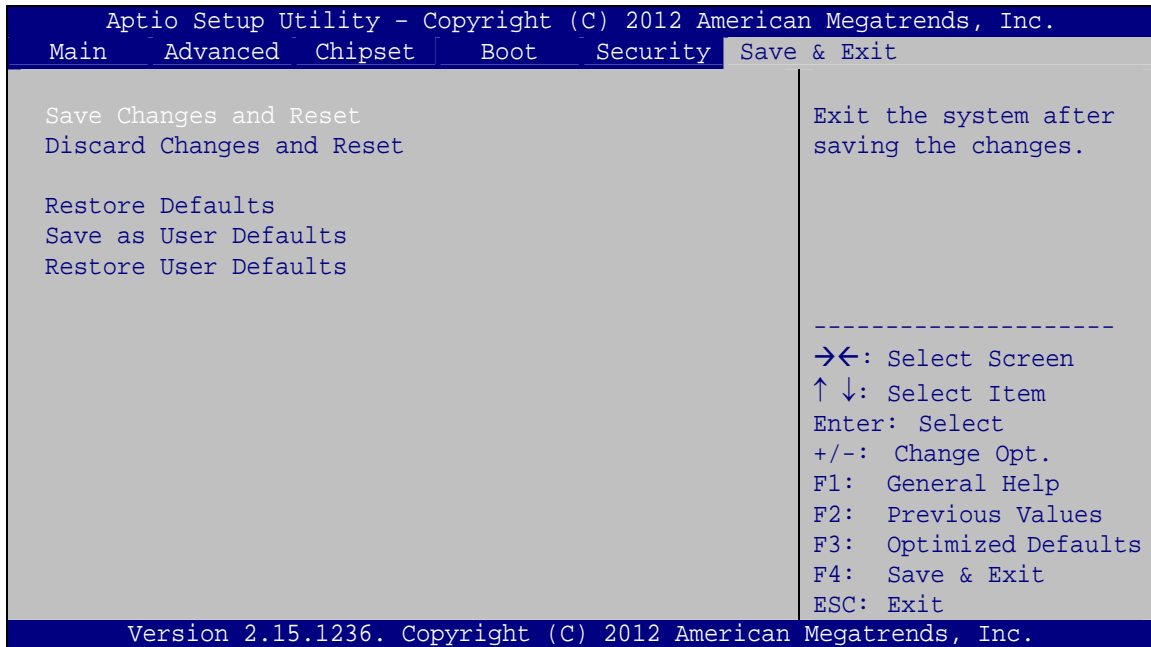 Aptio Setup Utility – Copyright (C) 2012 American Megatrends, Inc.
Main Advanced Chipset Boot Security Save & Exit
Save Changes and Reset
Discard Changes and Reset
Restore Defaults
Save as User Defaults
Restore User Defaults
Exit the system after
saving the changes.
---------------------
→←: Select Screen
↑ ↓: Select Item
Enter: Select
+/-: Change Opt.
F1: General Help
F2: Previous Values
F3: Optimized Defaults
F4: Save & Exit
ESC: Exit
Version 2.15.1236. Copyright (C) 2012 American Megatrends, Inc.